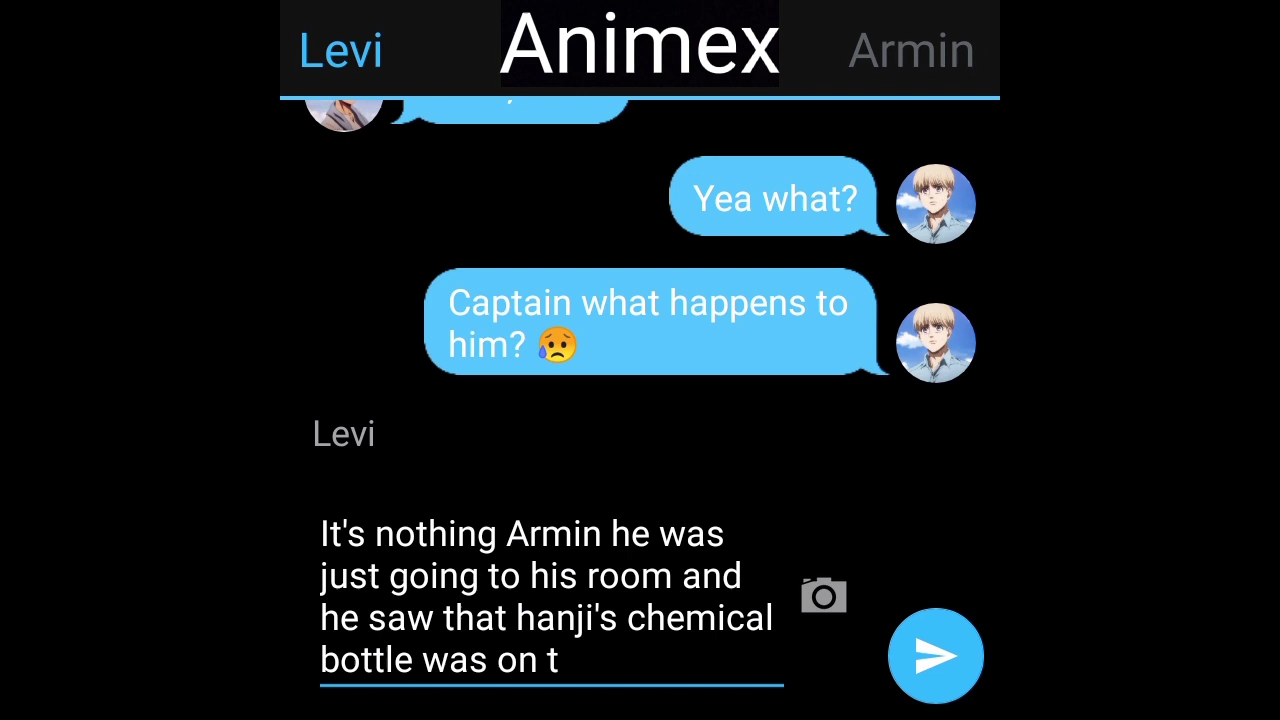 Levi
Animex
Armin
Yea what?
Captain what happens to
him? 😥
Levi
It's nothing Armin he was
just going to his room and
he saw that hanji's chemical
bottle was on t